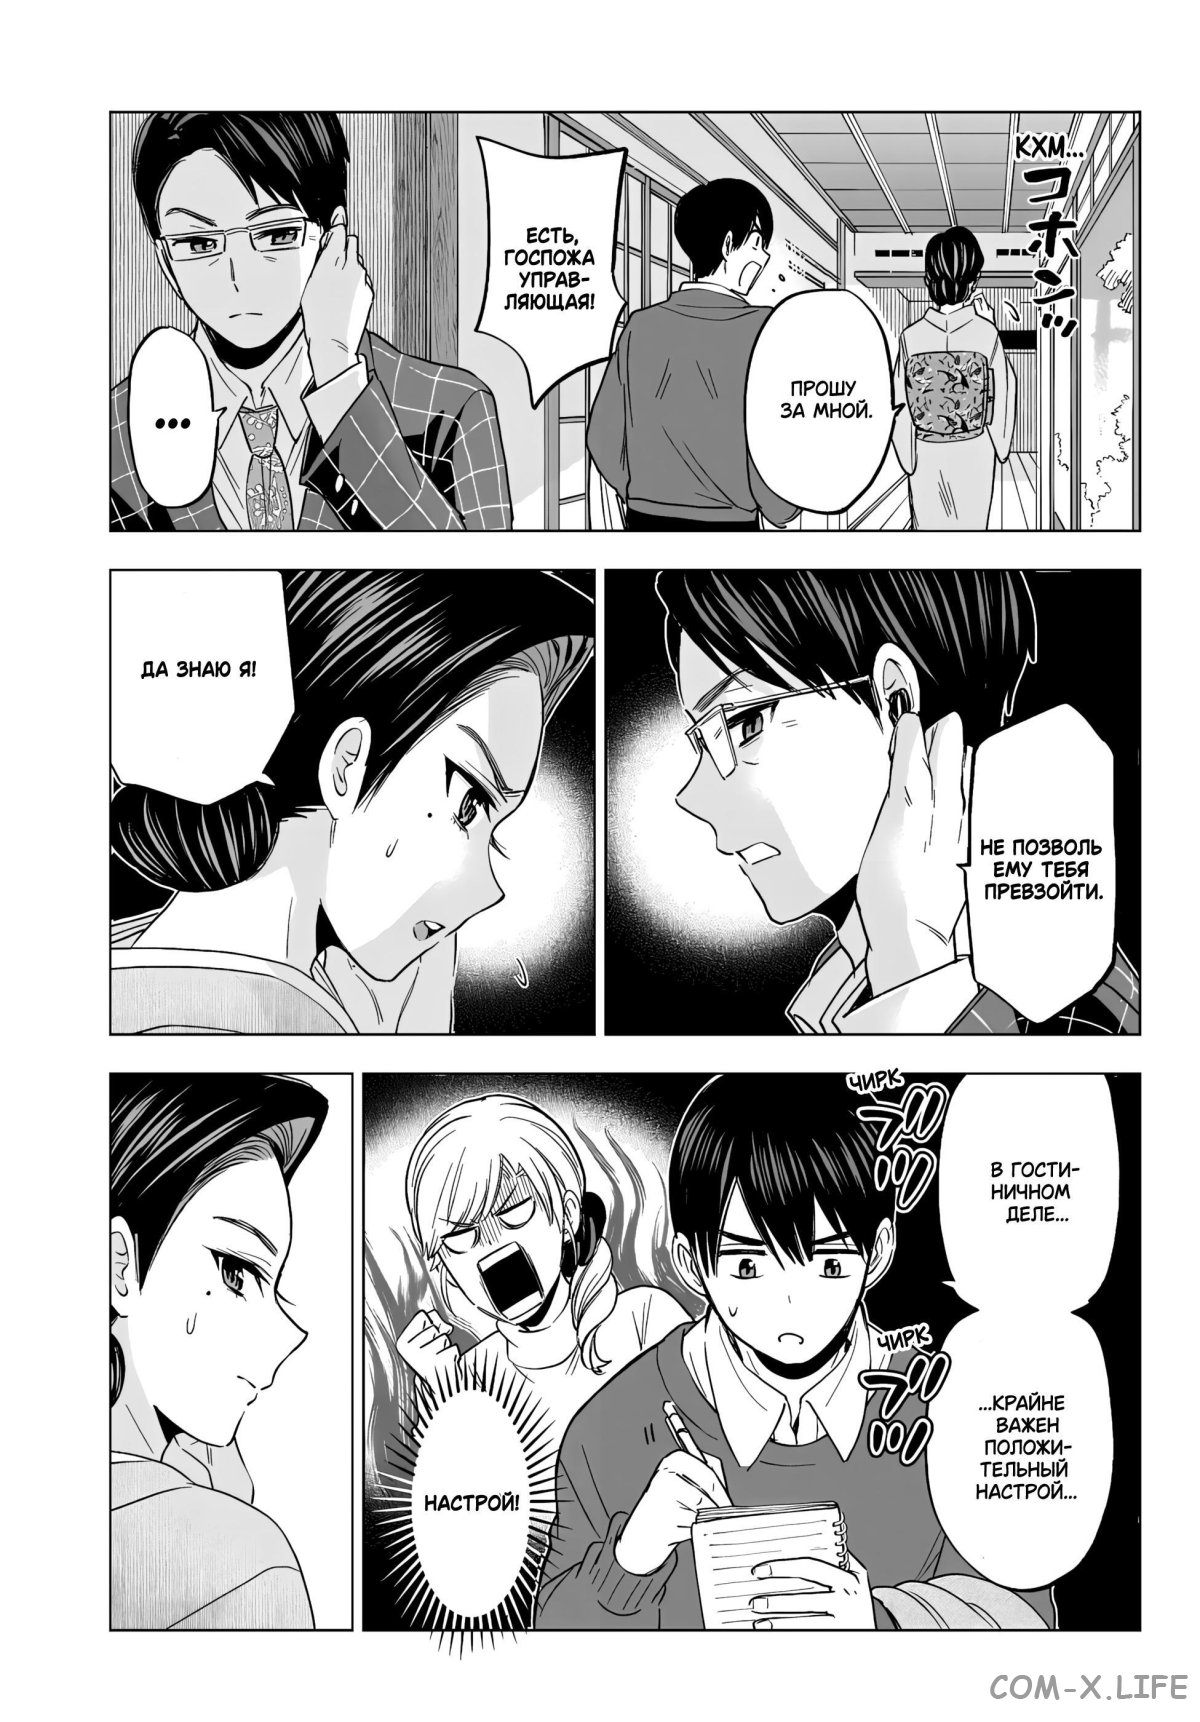 КХМ...
コホンッ
ПРОШУ
ЗА МНОЙ.
ЕСТЬ,
ГОСПОЖА
УПРАВ-
ЛЯЮЩАЯ!
...
НЕ ПОЗВОЛЬ
ЕМУ ТЕБЯ
ПРЕВЗОЙТИ.
ДА ЗНАЮ Я!
ЧИРК
В ГОСТИ-
НИЧНОМ
ДЕЛЕ...
ЧИРК
...КРАЙНЕ
ВАЖЕН
ПОЛОЖИ-
ТЕЛЬНЫЙ
НАСТРОЙ...
НАСТРОЙ!
COM-X.LIFE